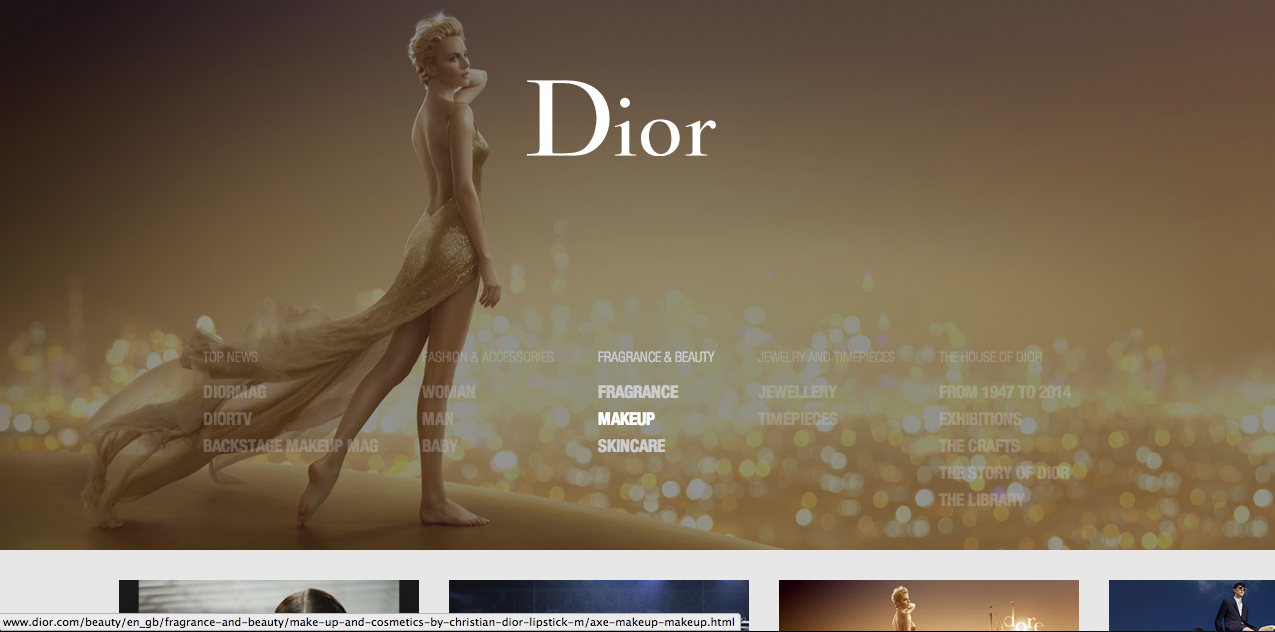 Dior
TOP NEWS
DIORMAG
DIORTV
BACKSTAGE MAKEUP MAG
FASHION & ACCESSORIES
WOMAN
MAN
BABY
FRAGRANCE & BEAUTY
FRAGRANCE
MAKEUP
SKINCARE
JEWELRY AND TIMEPIECES
JEWELLERY
TIMEPIECES
THE HOUSE OF DIOR
FROM 1947 TO 2014
EXHIBITIONS
THE CRAFTS
THE STORY OF DIOR
THE LIBRARY
j'adore
www.dior.com/beauty/en_gb/fragrance-and-beauty/make-up-and-cosmetics-by-christian-dior-lipstick-m/axe-makeup-makeup.html